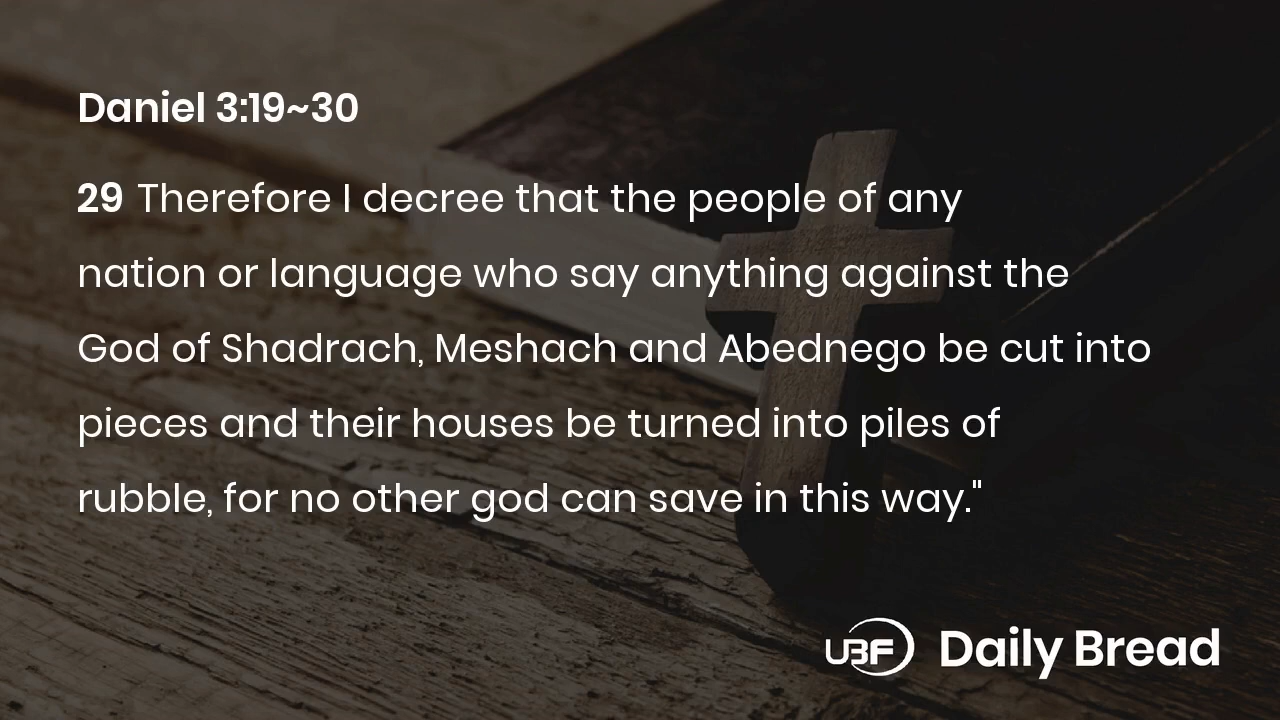 Daniel 3:19~30
29 Therefore I decree that the people of any
nation or language who say anything against the
God of Shadrach, Meshach and Abednego be cut into
pieces and their houses be turned into piles of
rubble, for no other god can save in this way."
UBF Daily Bread